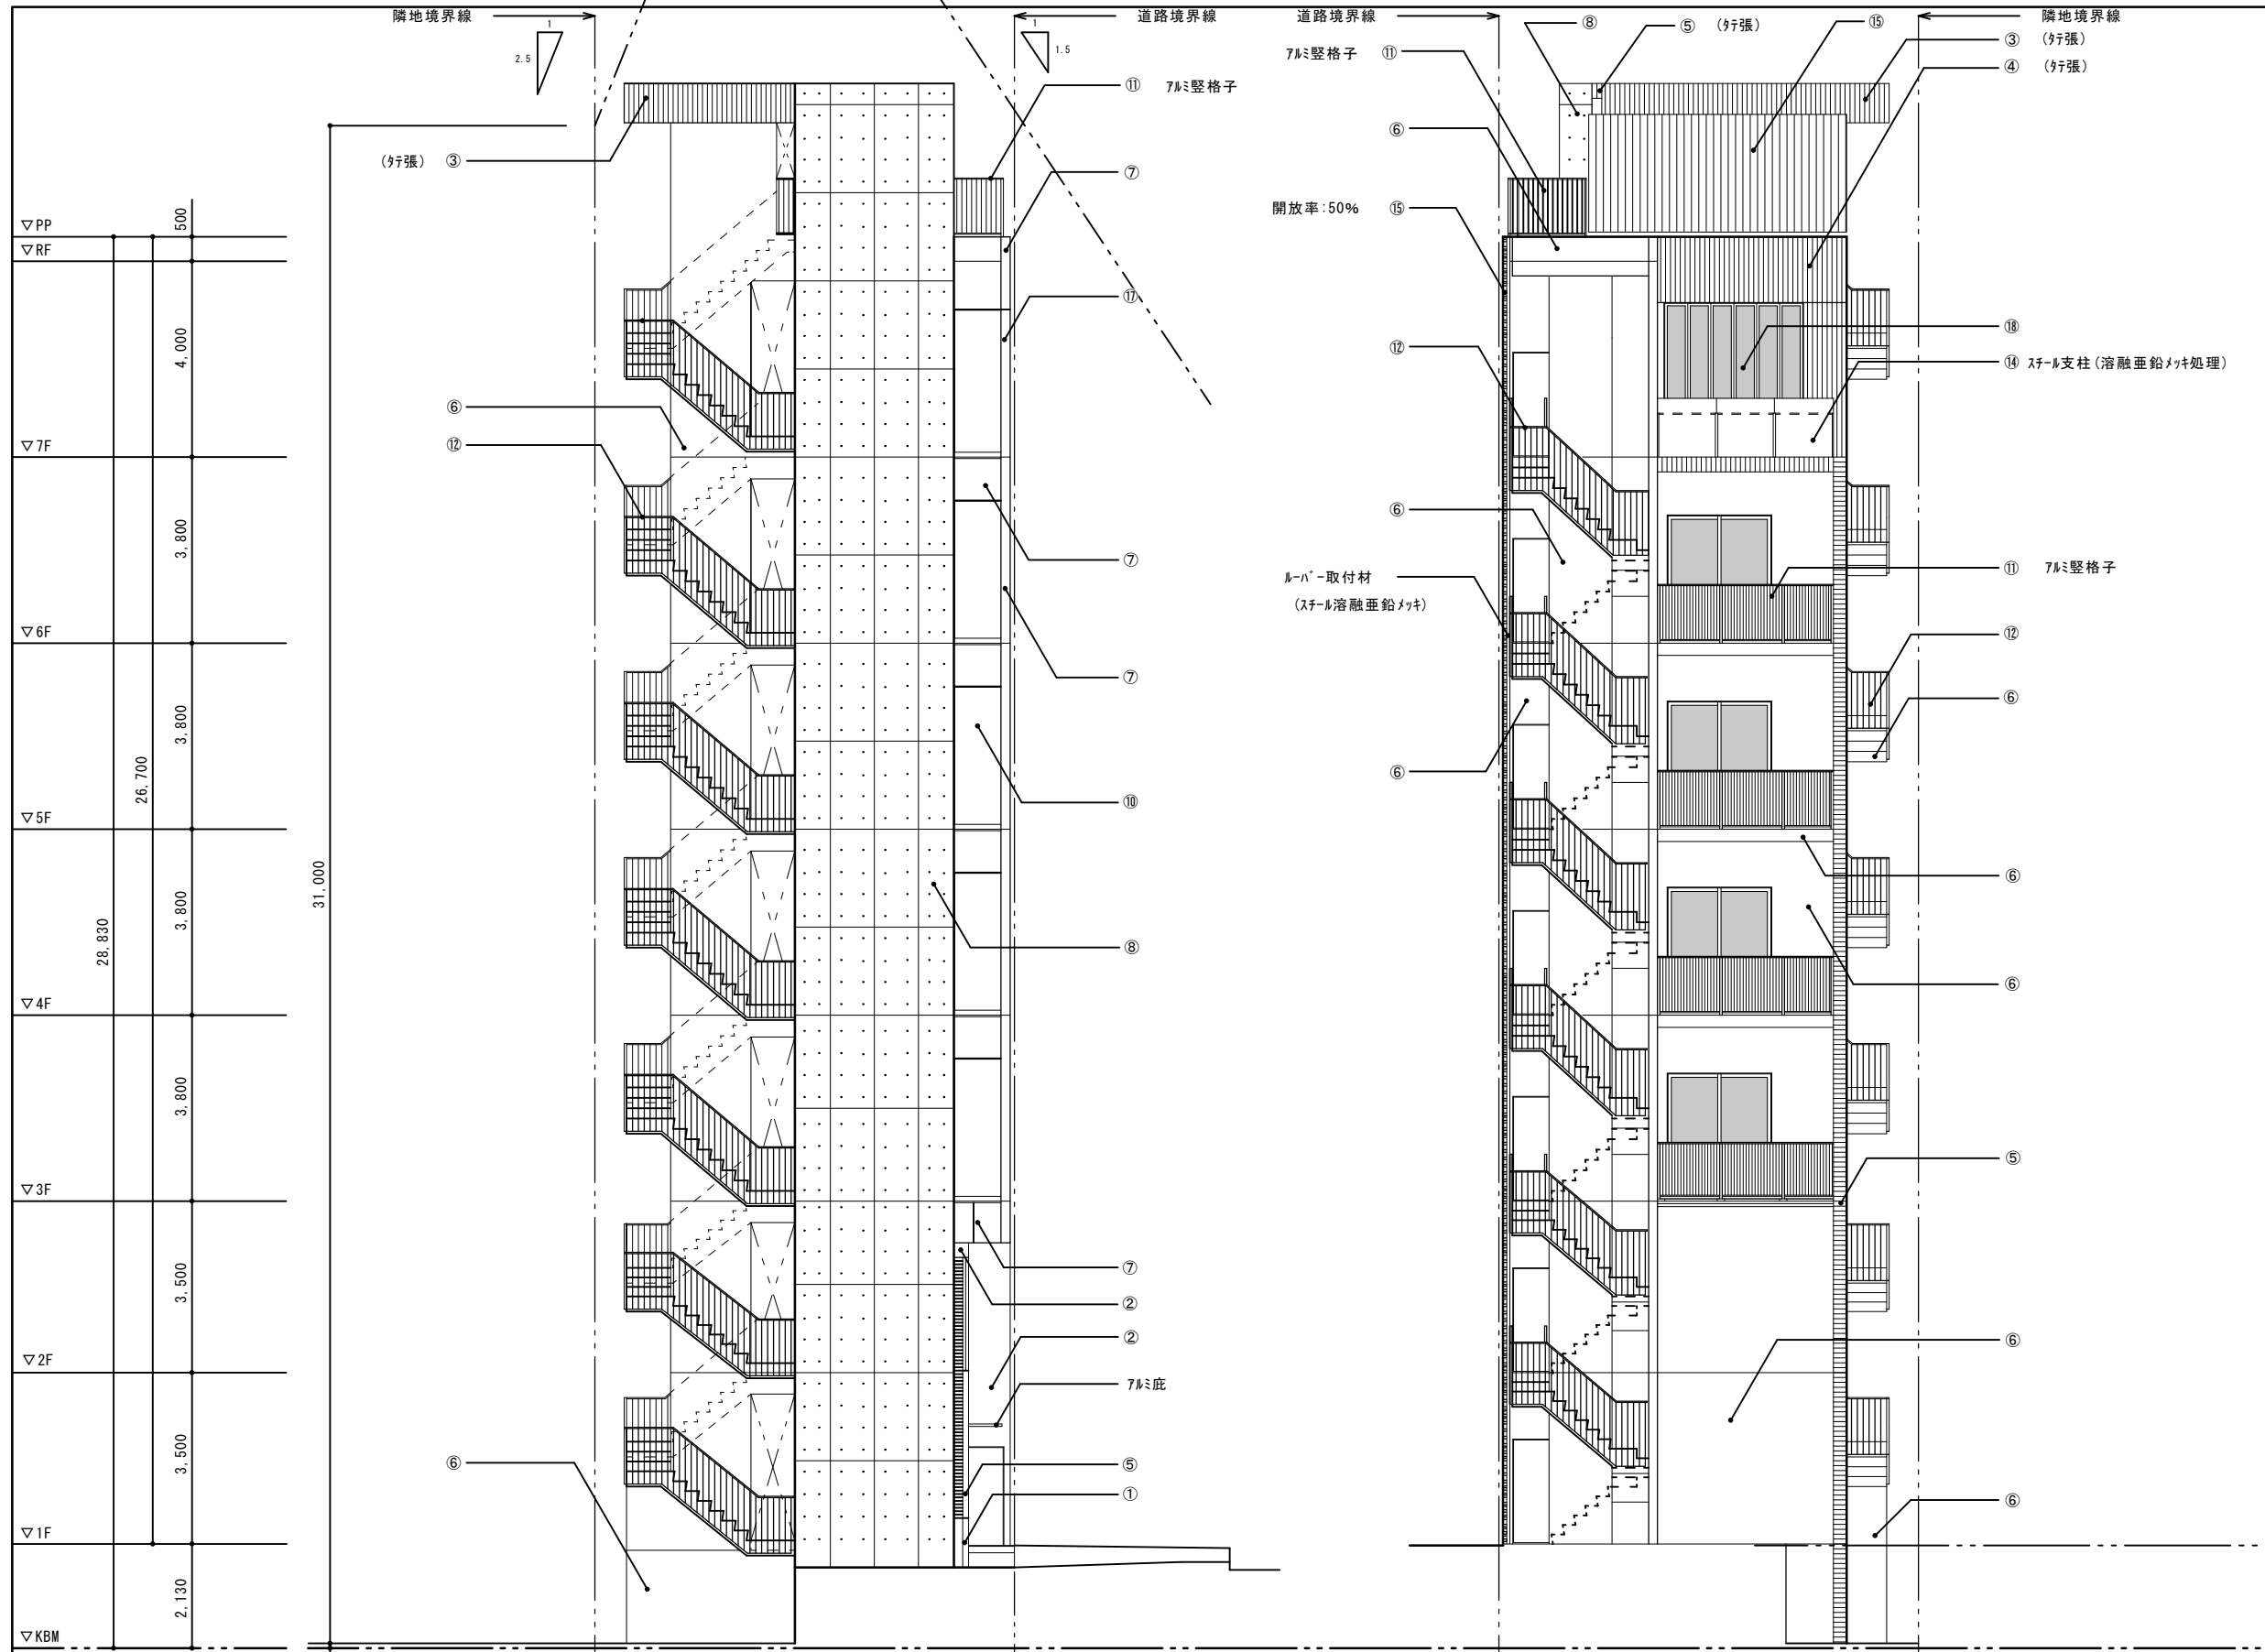 隣地境界線
道路境界線
道路境界線
隣地境界線
1
2.5
1
1.5
⑧
⑤ (ﾀﾃ張)
⑮
③ (ﾀﾃ張)
④ (ﾀﾃ張)
⑪ ｱﾙﾐ竪格子
ｱﾙﾐ竪格子 ⑪
⑥
(ﾀﾃ張) ③
⑦
開放率:50% ⑮
▽PP
500
▽RF
⑰
⑱
4,000
⑫
⑭ ｽﾁｰﾙ支柱(溶融亜鉛ﾒｯｷ処理)
⑥
⑫
▽7F
⑥
3,800
⑦
ﾙｰﾊﾞｰ取付材
(ｽﾁｰﾙ溶融亜鉛ﾒｯｷ)
⑪ ｱﾙﾐ竪格子
▽6F
⑫
⑦
⑥
3,800
26,700
⑥
⑩
▽5F
31,000
⑥
3,800
28,830
⑧
⑥
▽4F
3,800
⑤
▽3F
⑦
3,500
②
②
⑥
▽2F
ｱﾙﾐ庇
3,500
⑥
⑤
①
⑥
▽1F
2,130
▽KBM